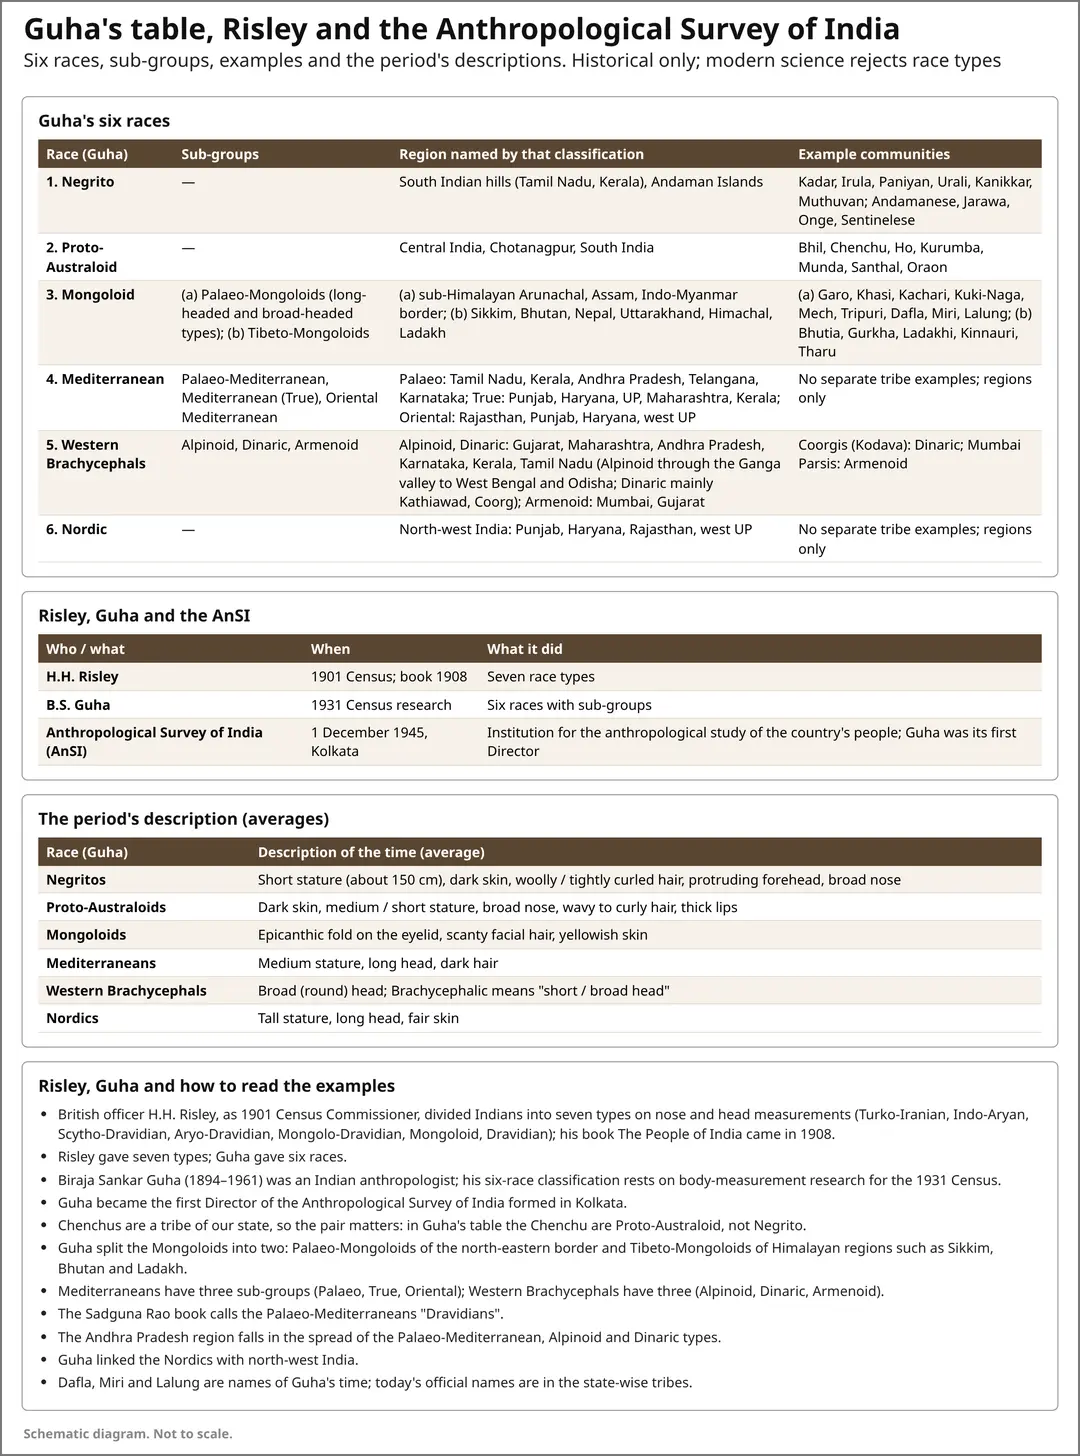 Guha's table, Risley and the Anthropological Survey of India
Six races, sub-groups, examples and the period's descriptions. Historical only; modern science rejects race types
Guha's six races
Race (Guha) Sub-groups Region named by that classification Example communities
1. Negrito — South Indian hills (Tamil Nadu, Kerala), Andaman Islands Kadar, Irula, Paniyan, Urali, Kanikkar,
Muthuvan; Andamanese, Jarawa,
Onge, Sentinelese
2. Proto- — Central India, Chotanagpur, South India Bhil, Chenchu, Ho, Kurumba,
Australoid Munda, Santhal, Oraon
3. Mongoloid (a) Palaeo-Mongoloids (long- (a) sub-Himalayan Arunachal, Assam, Indo-Myanmar (a) Garo, Khasi, Kachari, Kuki-Naga,
headed and broad-headed border; (b) Sikkim, Bhutan, Nepal, Uttarakhand, Himachal, Mech, Tripuri, Dafla, Miri, Lalung; (b)
types); (b) Tibeto-Mongoloids Ladakh Bhutia, Gurkha, Ladakhi, Kinnauri,
Tharu
4. Mediterranean Palaeo-Mediterranean, Palaeo: Tamil Nadu, Kerala, Andhra Pradesh, Telangana, No separate tribe examples; regions
Mediterranean (True), Oriental Karnataka; True: Punjab, Haryana, UP, Maharashtra, Kerala; only
Mediterranean Oriental: Rajasthan, Punjab, Haryana, west UP
5. Western Alpinoid, Dinaric, Armenoid Alpinoid, Dinaric: Gujarat, Maharashtra, Andhra Pradesh, Coorgis (Kodava): Dinaric; Mumbai
Brachycephals Karnataka, Kerala, Tamil Nadu (Alpinoid through the Ganga Parsis: Armenoid
valley to West Bengal and Odisha; Dinaric mainly
Kathiawad, Coorg); Armenoid: Mumbai, Gujarat
6. Nordic — North-west India: Punjab, Haryana, Rajasthan, west UP No separate tribe examples; regions
only
Risley, Guha and the AnSI
Who / what When What it did
H.H. Risley 1901 Census; book 1908 Seven race types
B.S. Guha 1931 Census research Six races with sub-groups
Anthropological Survey of India 1 December 1945, Institution for the anthropological study of the country's people; Guha was its first
(AnSI) Kolkata Director
The period's description (averages)
Race (Guha) Description of the time (average)
Negritos Short stature (about 150 cm), dark skin, woolly / tightly curled hair, protruding forehead, broad nose
Proto-Australoids Dark skin, medium / short stature, broad nose, wavy to curly hair, thick lips
Mongoloids Epicanthic fold on the eyelid, scanty facial hair, yellowish skin
Mediterraneans Medium stature, long head, dark hair
Western Brachycephals Broad (round) head; Brachycephalic means "short / broad head"
Nordics Tall stature, long head, fair skin
Risley, Guha and how to read the examples
• British officer H.H. Risley, as 1901 Census Commissioner, divided Indians into seven types on nose and head measurements (Turko-Iranian, Indo-Aryan,
Scytho-Dravidian, Aryo-Dravidian, Mongolo-Dravidian, Mongoloid, Dravidian); his book The People of India came in 1908.
• Risley gave seven types; Guha gave six races.
• Biraja Sankar Guha (1894–1961) was an Indian anthropologist; his six-race classification rests on body-measurement research for the 1931 Census.
• Guha became the first Director of the Anthropological Survey of India formed in Kolkata.
• Chenchus are a tribe of our state, so the pair matters: in Guha's table the Chenchu are Proto-Australoid, not Negrito.
• Guha split the Mongoloids into two: Palaeo-Mongoloids of the north-eastern border and Tibeto-Mongoloids of Himalayan regions such as Sikkim,
Bhutan and Ladakh.
• Mediterraneans have three sub-groups (Palaeo, True, Oriental); Western Brachycephals have three (Alpinoid, Dinaric, Armenoid).
• The Sadguna Rao book calls the Palaeo-Mediterraneans "Dravidians".
• The Andhra Pradesh region falls in the spread of the Palaeo-Mediterranean, Alpinoid and Dinaric types.
• Guha linked the Nordics with north-west India.
• Dafla, Miri and Lalung are names of Guha's time; today's official names are in the state-wise tribes.
Schematic diagram. Not to scale.